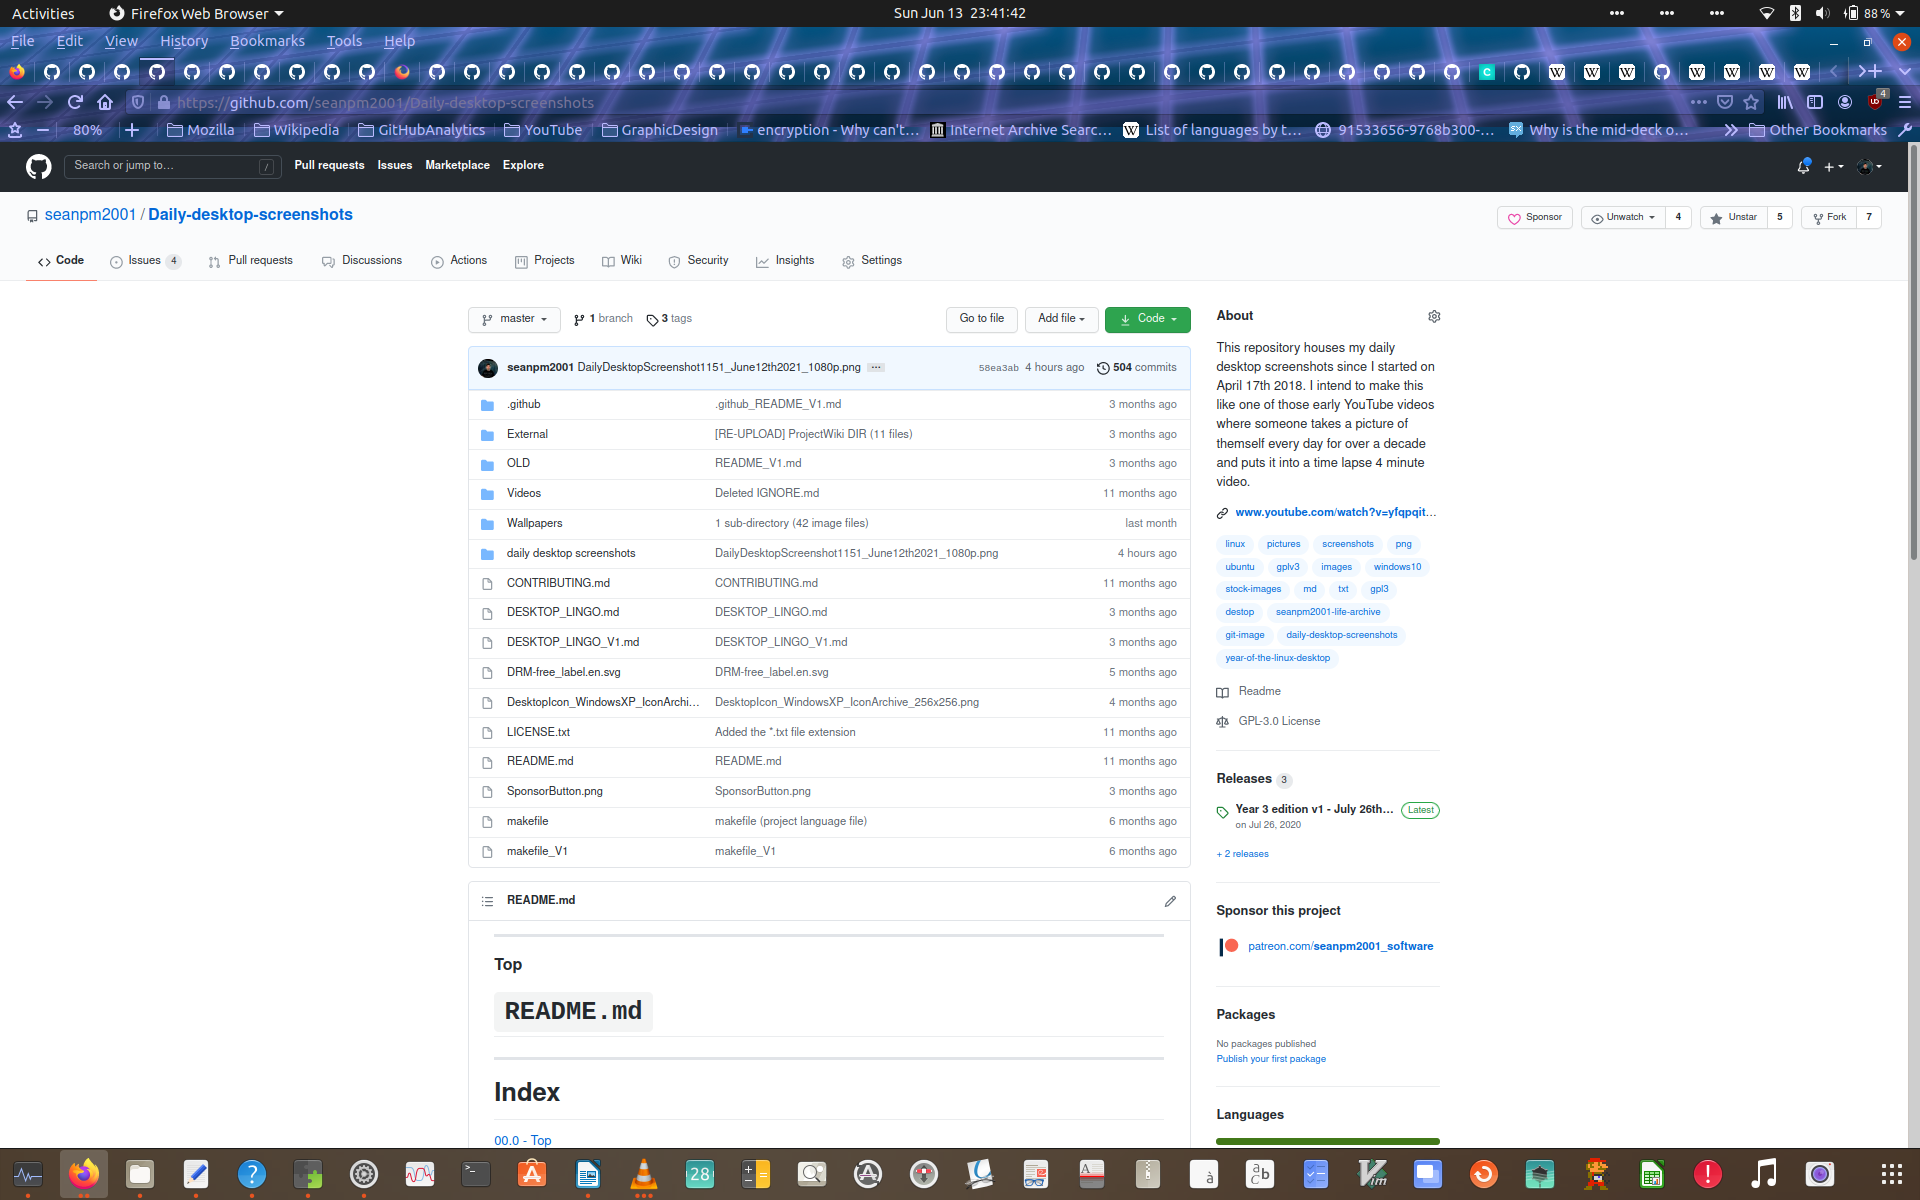 Activities Firefox Web Browser Sun Jun 13 23:41:42 88 %
File Edit View History Bookmarks Tools Help
https://github.com/seanpm2001/Daily-desktop-screenshots 4
80% Mozilla Wikipedia GitHubAnalytics YouTube GraphicDesign encryption - Why can't… Internet Archive Searc… List of languages by t… 91533656-9768b300-… Why is the mid-deck o… Other Bookmarks
Search or jump to… / Pull requests Issues Marketplace Explore
seanpm2001 / Daily-desktop-screenshots Sponsor Unwatch 4 Unstar 5 Fork 7
Code Issues 4 Pull requests Discussions Actions Projects Wiki Security Insights Settings
master 1 branch 3 tags Go to file Add file Code
seanpm2001 DailyDesktopScreenshot1151_June12th2021_1080p.png ... 58ea3ab 4 hours ago 504 commits
.github .github_README_V1.md 3 months ago
External [RE-UPLOAD] ProjectWiki DIR (11 files) 3 months ago
OLD README_V1.md 3 months ago
Videos Deleted IGNORE.md 11 months ago
Wallpapers 1 sub-directory (42 image files) last month
daily desktop screenshots DailyDesktopScreenshot1151_June12th2021_1080p.png 4 hours ago
CONTRIBUTING.md CONTRIBUTING.md 11 months ago
DESKTOP_LINGO.md DESKTOP_LINGO.md 3 months ago
DESKTOP_LINGO_V1.md DESKTOP_LINGO_V1.md 3 months ago
DRM-free_label.en.svg DRM-free_label.en.svg 5 months ago
DesktopIcon_WindowsXP_IconArchi… DesktopIcon_WindowsXP_IconArchive_256x256.png 4 months ago
LICENSE.txt Added the *.txt file extension 11 months ago
README.md README.md 11 months ago
SponsorButton.png SponsorButton.png 3 months ago
makefile makefile (project language file) 6 months ago
makefile_V1 makefile_V1 6 months ago
README.md
Top
README.md
Index
00.0 - Top
About
This repository houses my daily
desktop screenshots since I started on
April 17th 2018. I intend to make this
like one of those early YouTube videos
where someone takes a picture of
themself every day for over a decade
and puts it into a time lapse 4 minute
video.
www.youtube.com/watch?v=yfqpqit…
linux pictures screenshots png
ubuntu gplv3 images windows10
stock-images md txt gpl3
destop seanpm2001-life-archive
git-image daily-desktop-screenshots
year-of-the-linux-desktop
Readme
GPL-3.0 License
Releases 3
Year 3 edition v1 - July 26th… Latest
on Jul 26, 2020
+ 2 releases
Sponsor this project
patreon.com/seanpm2001_software
Packages
No packages published
Publish your first package
Languages
28